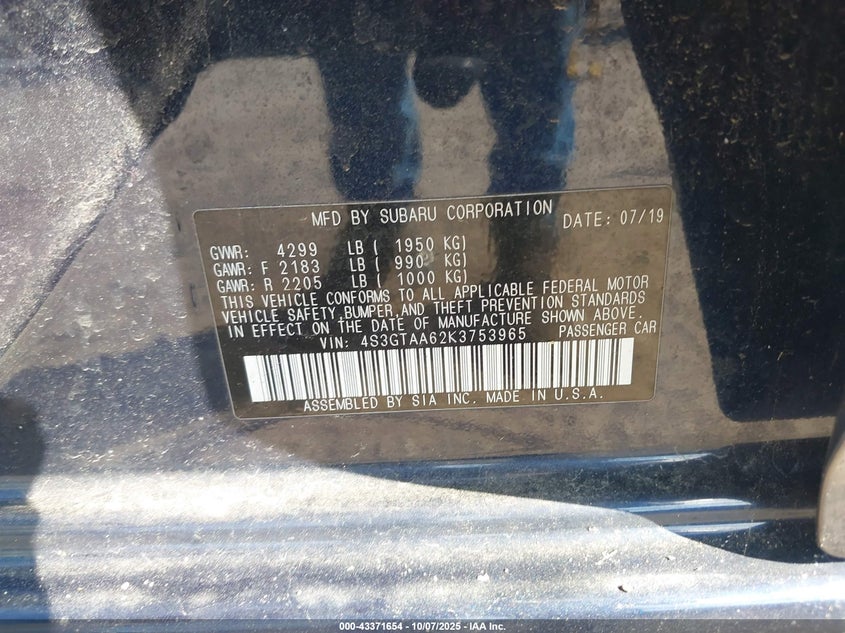 MFD BY SUBARU CORPORATION DATE: 07/19
GVWR: 4299 LB ( 1950 KG)
GAWR: F 2183 LB ( 990 KG)
GAWR: R 2205 LB ( 1000 KG)
THIS VEHICLE CONFORMS TO ALL APPLICABLE FEDERAL MOTOR
VEHICLE SAFETY,BUMPER,AND THEFT PREVENTION STANDARDS
IN EFFECT ON THE DATE OF MANUFACTURE SHOWN ABOVE.
VIN: 4S3GTAA62K3753965 PASSENGER CAR
ASSEMBLED BY SIA INC. MADE IN U.S.A.
000-43371654 - 10/07/2025 - IAA Inc.